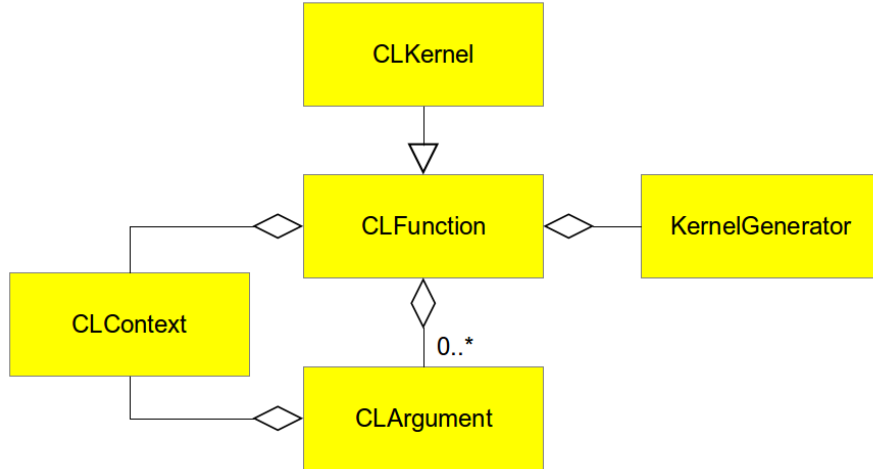 CLKernel
CLFunction
KernelGenerator
CLContext
0..*
CLArgument